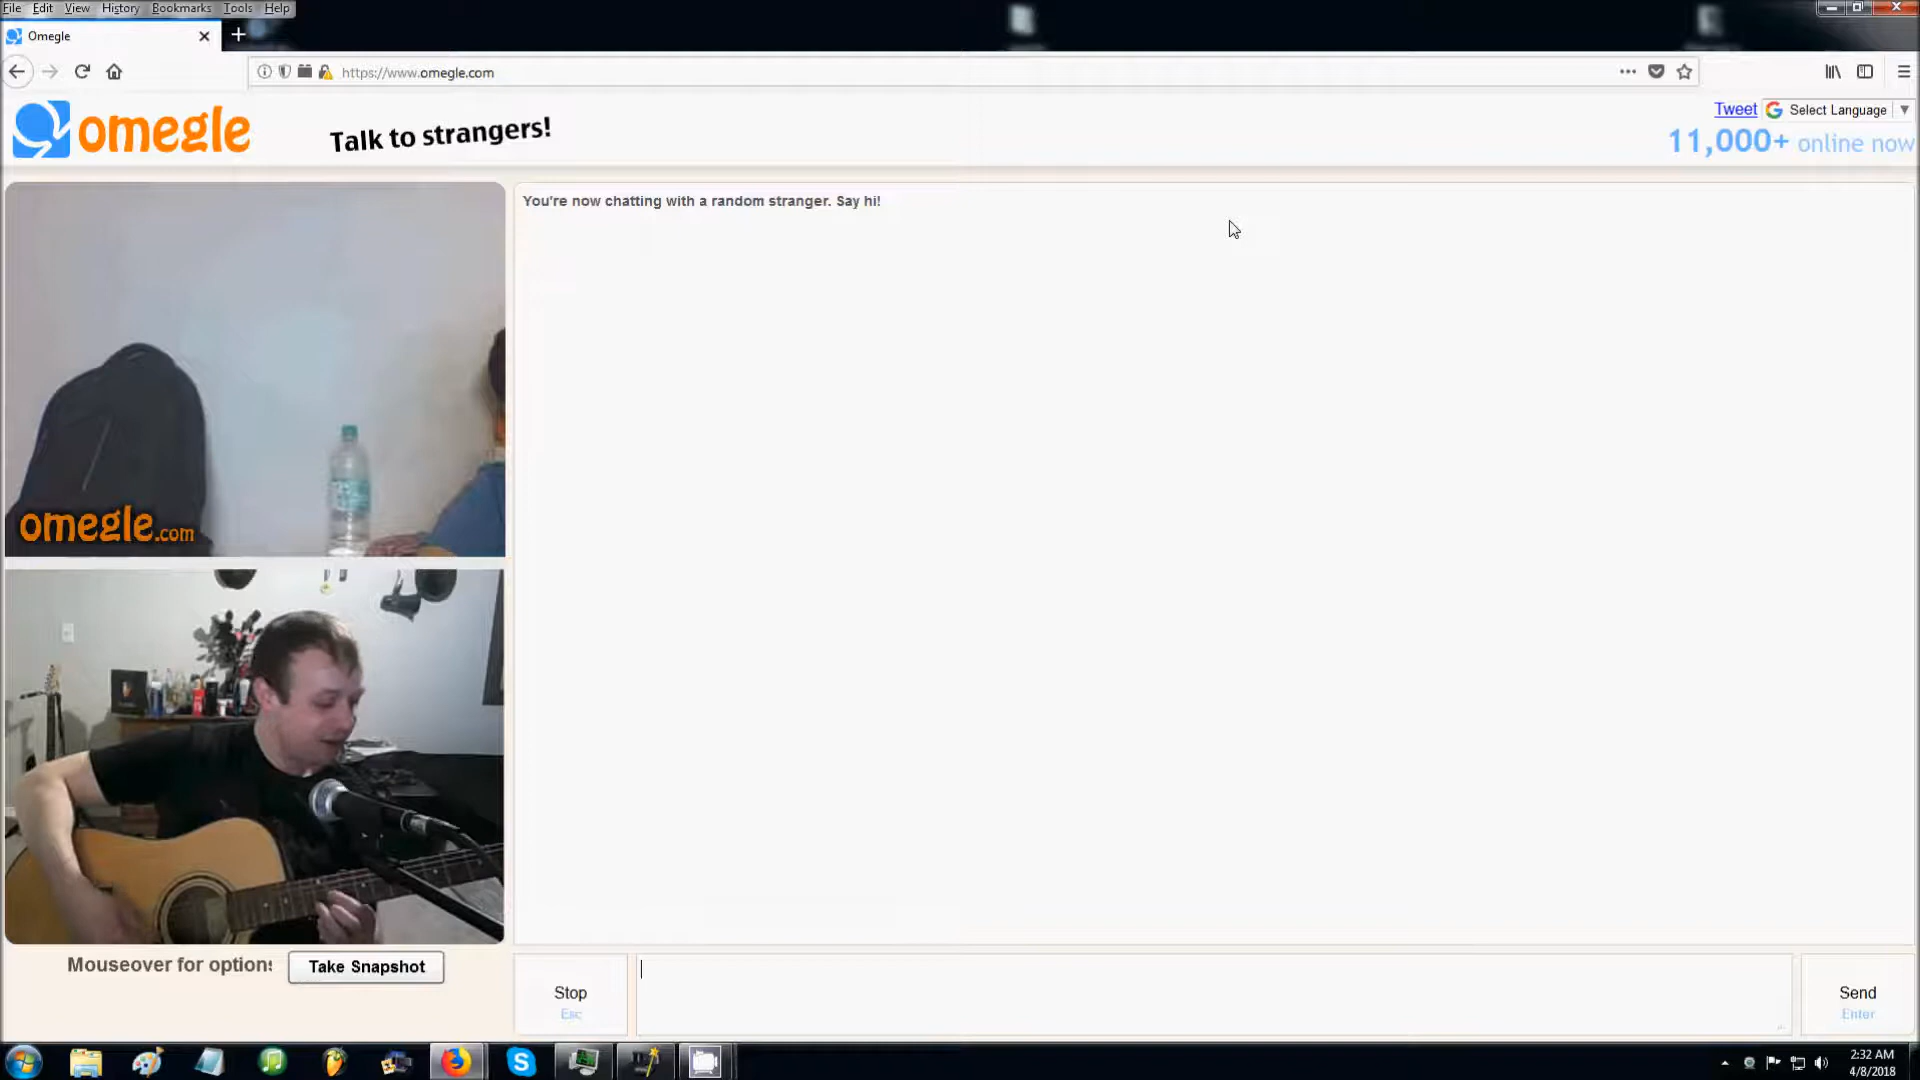 File Edit View History Bookmarks Tools Help
Omegle
https://www.omegle.com
omegle
Talk to strangers!
Tweet
Select Language
11,000+ online now
You're now chatting with a random stranger. Say hi!
omegle.com
Mouseover for options
Take Snapshot
Stop
Esc
Send
Enter
2:32 AM
4/8/2018